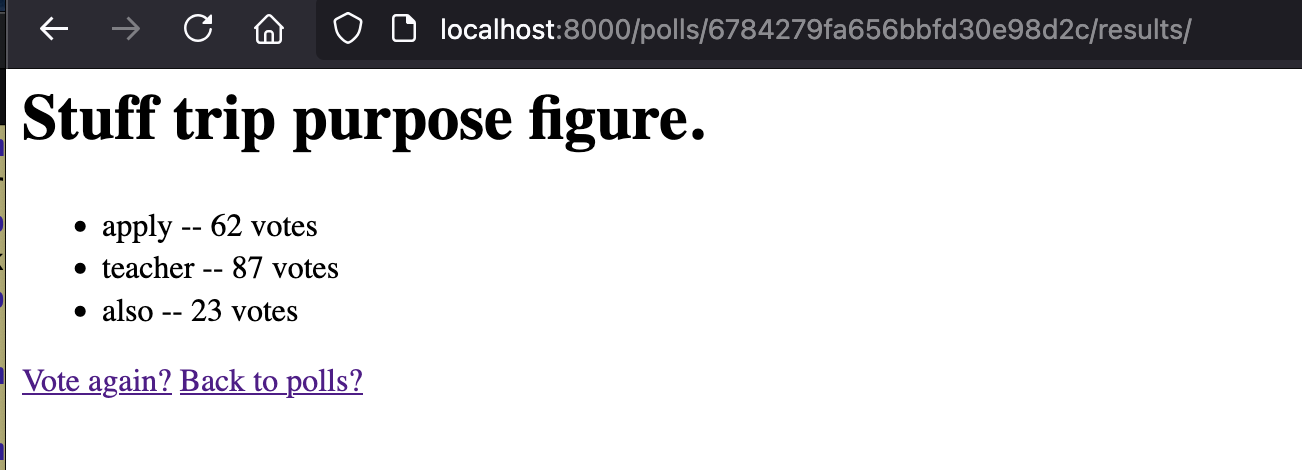 localhost:8000/polls/6784279fa656bbfd30e98d2c/results/
Stuff trip purpose figure.
• apply -- 62 votes
• teacher -- 87 votes
• also -- 23 votes
Vote again? Back to polls?